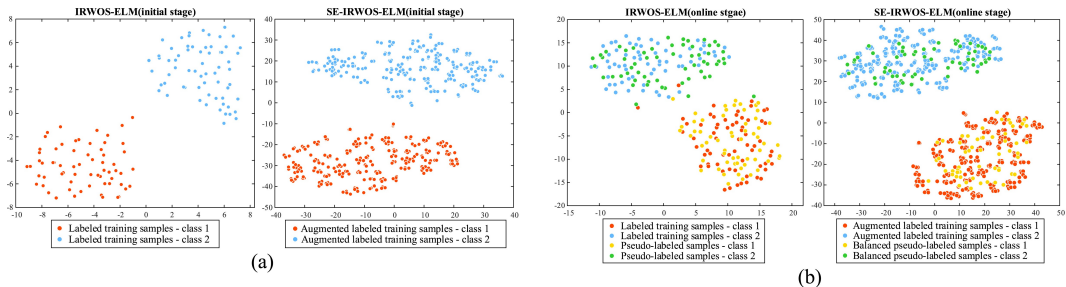 IRWOS-ELM(initial stage)
8
6
4
2
0
-2
-4
-6
-8
-10 -8 -6 -4 -2 0 2 4 6 8
Labeled training samples - class 1
Labeled training samples - class 2
SE-IRWOS-ELM(initial stage)
40
30
20
10
0
-10
-20
-30
-40
-50
-40 -30 -20 -10 0 10 20 30 40
Augmented labeled training samples - class 1
Augmented labeled training samples - class 2
(a)
IRWOS-ELM(online stgae)
20
15
10
5
0
-5
-10
-15
-20
-15 -10 -5 0 5 10 15 20
Labeled training samples - class 1
Labeled training samples - class 2
Pseudo-labeled samples - class 1
Pseudo-labeled samples - class 2
SE-IRWOS-ELM(online stage)
50
40
30
20
10
0
-10
-20
-30
-40
-40 -30 -20 -10 0 10 20 30 40 50
Augmented labeled training samples - class 1
Augmented labeled training samples - class 2
Balanced pseudo-labeled samples - class 1
Balanced pseudo-labeled samples - class 2
(b)